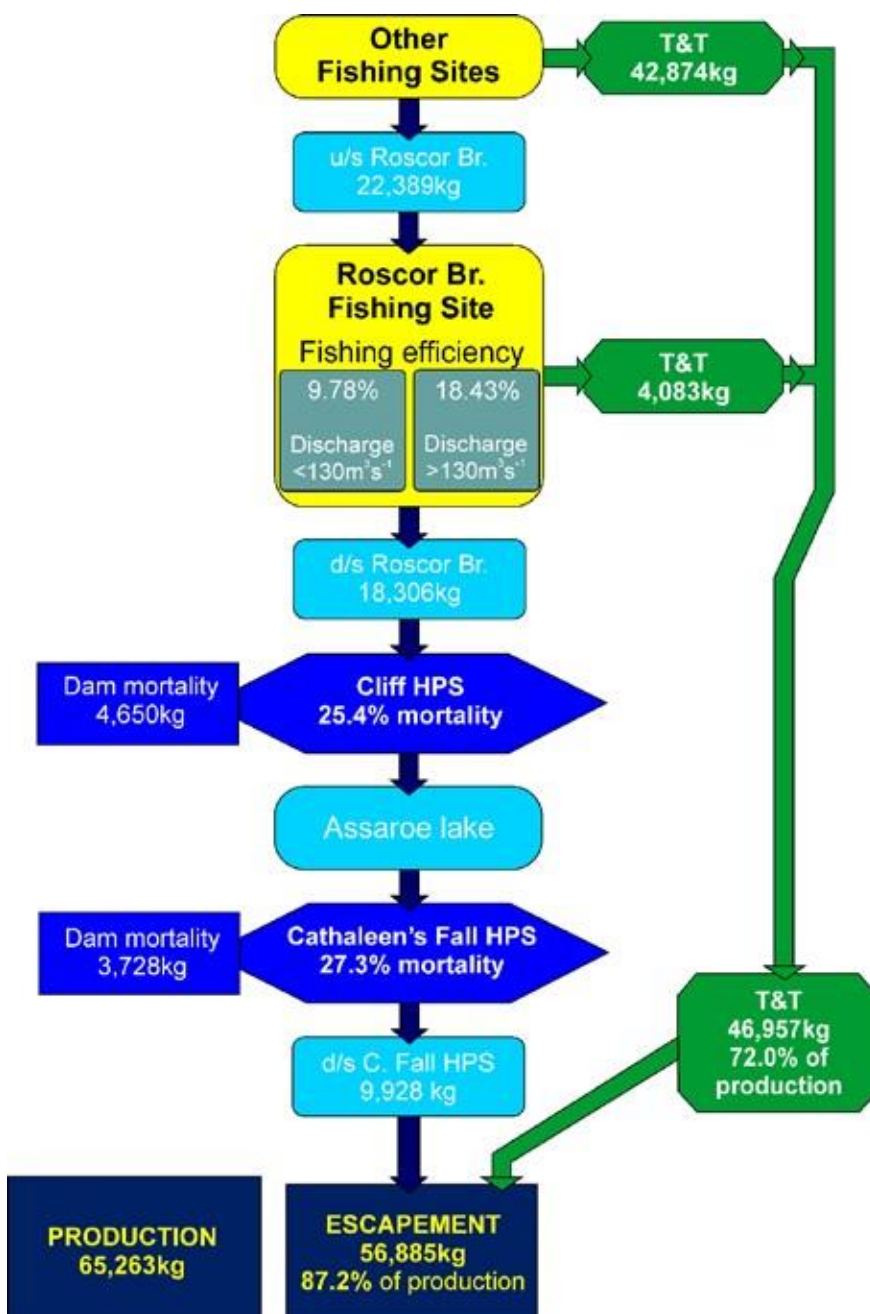 Other
Fishing Sites
T&T
42,874kg
u/s Roscor Br.
22,389kg
Roscor Br.
Fishing Site
Fishing efficiency
9.78%
Discharge
<130m³s⁻¹
18.43%
Discharge
>130m³s⁻¹
T&T
4,083kg
d/s Roscor Br.
18,306kg
Dam mortality
4,650kg
Cliff HPS
25.4% mortality
Assaroe lake
Dam mortality
3,728kg
Cathaleen's Fall HPS
27.3% mortality
T&T
46,957kg
72.0% of
production
d/s C. Fall HPS
9,928 kg
PRODUCTION
65,263kg
ESCAPEMENT
56,885kg
87.2% of production